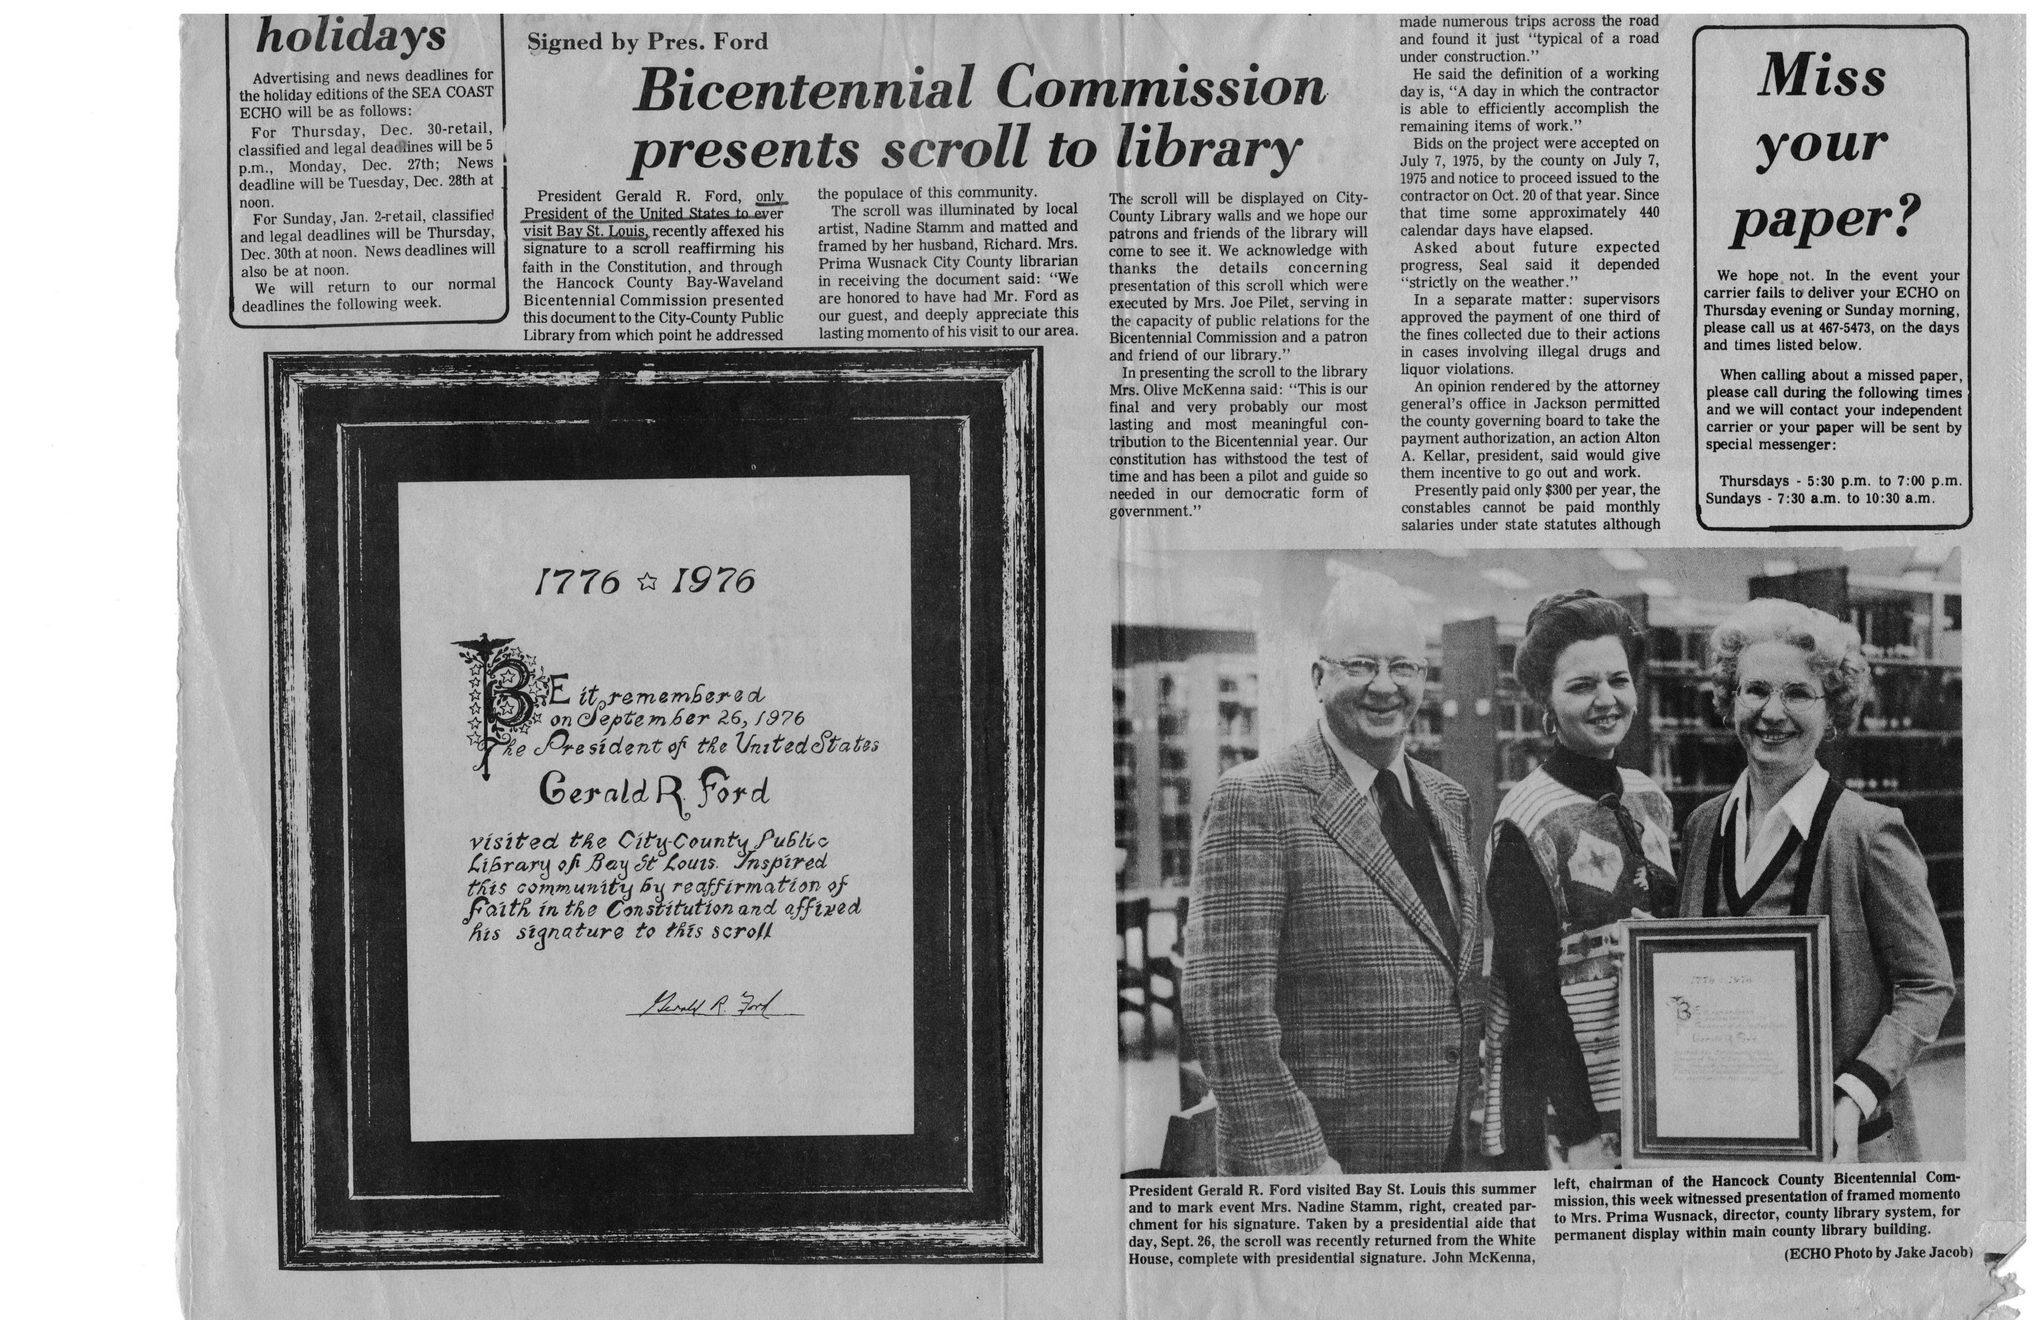 holidays
Advertising and news deadlines for
the holiday editions of the SEA COAST
ECHO will be as follows:
For Thursday, Dec. 30-retail,
classified and legal deadlines will be 5
p.m., Monday, Dec. 27th; News
deadline will be Tuesday, Dec. 28th at
noon.
For Sunday, Jan. 2-retail, classified
and legal deadlines will be Thursday,
Dec. 30th at noon. News deadlines will
also be at noon.
We will return to our normal
deadlines the following week.
Signed by Pres. Ford
Bicentennial Commission
presents scroll to library
President Gerald R. Ford, only
President of the United States to ever
visit Bay St. Louis, recently affexed his
signature to a scroll reaffirming his
faith in the Constitution, and through
the Hancock County Bay-Waveland
Bicentennial Commission presented
this document to the City-County Public
Library from which point he addressed
the populace of this community.
The scroll was illuminated by local
artist, Nadine Stamm and matted and
framed by her husband, Richard. Mrs.
Prima Wusnack City County librarian
in receiving the document said: "We
are honored to have had Mr. Ford as
our guest, and deeply appreciate this
lasting momento of his visit to our area.
The scroll will be displayed on City-
County Library walls and we hope our
patrons and friends of the library will
come to see it. We acknowledge with
thanks the details concerning
presentation of this scroll which were
executed by Mrs. Joe Pilet, serving in
the capacity of public relations for the
Bicentennial Commission and a patron
and friend of our library."
In presenting the scroll to the library
Mrs. Olive McKenna said: "This is our
final and very probably our most
lasting and most meaningful con-
tribution to the Bicentennial year. Our
constitution has withstood the test of
time and has been a pilot and guide so
needed in our democratic form of
government."
made numerous trips across the road
and found it just "typical of a road
under construction."
He said the definition of a working
day is, "A day in which the contractor
is able to efficiently accomplish the
remaining items of work."
Bids on the project were accepted on
July 7, 1975, by the county on July 7,
1975 and notice to proceed issued to the
contractor on Oct. 20 of that year. Since
that time some approximately 440
calendar days have elapsed.
Asked about future expected
progress, Seal said it depended
"strictly on the weather."
In a separate matter: supervisors
approved the payment of one third of
the fines collected due to their actions
in cases involving illegal drugs and
liquor violations.
An opinion rendered by the attorney
general's office in Jackson permitted
the county governing board to take the
payment authorization, an action Alton
A. Kellar, president, said would give
them incentive to go out and work.
Presently paid only $300 per year, the
constables cannot be paid monthly
salaries under state statutes although
Miss
your
paper?
We hope not. In the event your
carrier fails to deliver your ECHO on
Thursday evening or Sunday morning,
please call us at 467-5473, on the days
and times listed below.
When calling about a missed paper,
please call during the following times
and we will contact your independent
carrier or your paper will be sent by
special messenger:
Thursdays - 5:30 p.m. to 7:00 p.m.
Sundays - 7:30 a.m. to 10:30 a.m.
1776 ☆ 1976
BE it remembered
on September 26, 1976
The President of the United States
Gerald R. Ford
visited the City-County Public
Library of Bay St Louis. Inspired
this community by reaffirmation of
Faith in the Constitution and affixed
his signature to this scroll
Gerald R. Ford
1776 1976
President Gerald R. Ford visited Bay St. Louis this summer
and to mark event Mrs. Nadine Stamm, right, created par-
chment for his signature. Taken by a presidential aide that
day, Sept. 26, the scroll was recently returned from the White
House, complete with presidential signature. John McKenna,
left, chairman of the Hancock County Bicentennial Com-
mission, this week witnessed presentation of framed momento
to Mrs. Prima Wusnack, director, county library system, for
permanent display within main county library building.
(ECHO Photo by Jake Jacob)